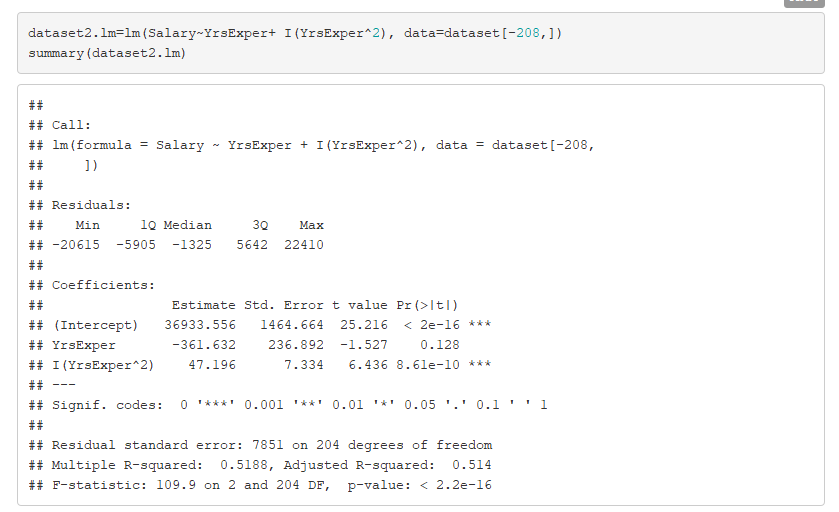 dataset2.lm=lm(Salary~YrsExper+ I(YrsExper^2), data=dataset[-208,])
summary(dataset2.lm)
##
## Call:
## lm(formula = Salary ~ YrsExper + I(YrsExper^2), data = dataset[-208,
##     ])
##
## Residuals:
##    Min     1Q Median     3Q    Max
## -20615  -5905  -1325   5642  22410
##
## Coefficients:
##               Estimate Std. Error t value Pr(>|t|)
## (Intercept)   36933.556   1464.664  25.216  < 2e-16 ***
## YrsExper       -361.632    236.892  -1.527    0.128
## I(YrsExper^2)    47.196      7.334   6.436 8.61e-10 ***
## ---
## Signif. codes:  0 '***' 0.001 '**' 0.01 '*' 0.05 '.' 0.1 ' ' 1
##
## Residual standard error: 7851 on 204 degrees of freedom
## Multiple R-squared:  0.5188, Adjusted R-squared:  0.514
## F-statistic: 109.9 on 2 and 204 DF,  p-value: < 2.2e-16